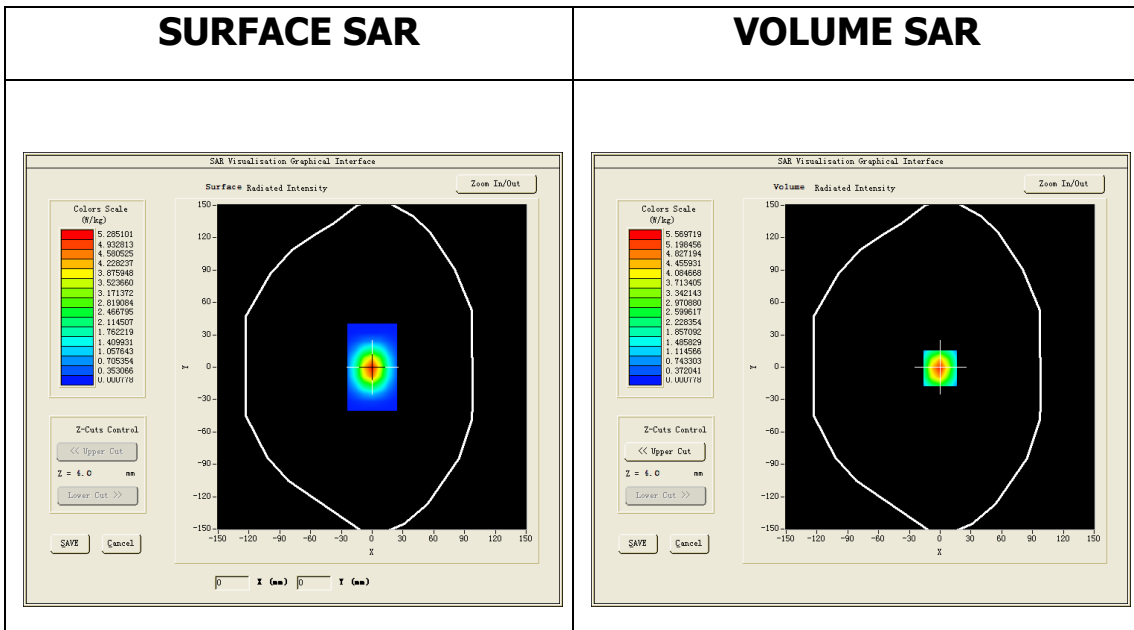 SURFACE SAR
SAR Visualisation Graphical Interface
Surface Radiated Intensity
Zoom In/Out
Colors Scale
(W/kg)
5.285101
4.932813
4.580525
4.228237
3.875948
3.523660
3.171372
2.819084
2.466795
2.114507
1.762219
1.409931
1.057643
0.705354
0.353066
0.000778
Z-Cuts Control
<< Upper Cut
Z = 4.0 mm
Lower Cut >>
SAVE Cancel
150
120
90
60
30
0
-30
-60
-90
-120
-150
Y
-150 -120 -90 -60 -30 0 30 60 90 120 150
X
0 X (mm) 0 Y (mm)
VOLUME SAR
SAR Visualisation Graphical Interface
Volume Radiated Intensity
Zoom In/Out
Colors Scale
(W/kg)
5.569719
5.198456
4.827194
4.455931
4.084668
3.713405
3.342143
2.970880
2.599617
2.228354
1.857092
1.485829
1.114566
0.743303
0.372041
0.000778
Z-Cuts Control
<< Upper Cut
Z = 4.0 mm
Lower Cut >>
SAVE Cancel
150
120
90
60
30
0
-30
-60
-90
-120
-150
Y
-150 -120 -90 -60 -30 0 30 60 90 120 150
X